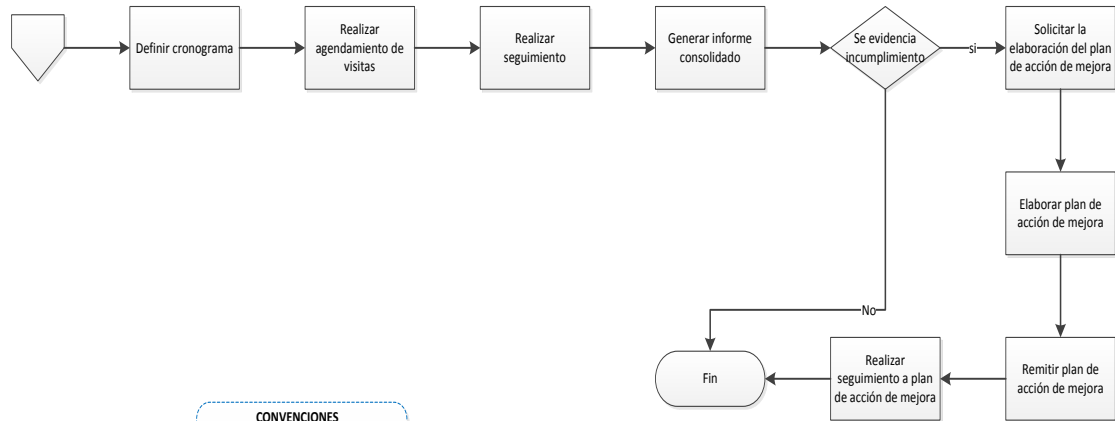 Definir cronograma
Realizar
agendamiento de
visitas
Realizar
seguimiento
Generar informe
consolidado
Se evidencia
incumplimiento
si
Solicitar la
elaboración del plan
de acción de mejora
Elaborar plan de
acción de mejora
No
Fin
Realizar
seguimiento a plan
de acción de mejora
Remitir plan de
acción de mejora
CONVENCIONES